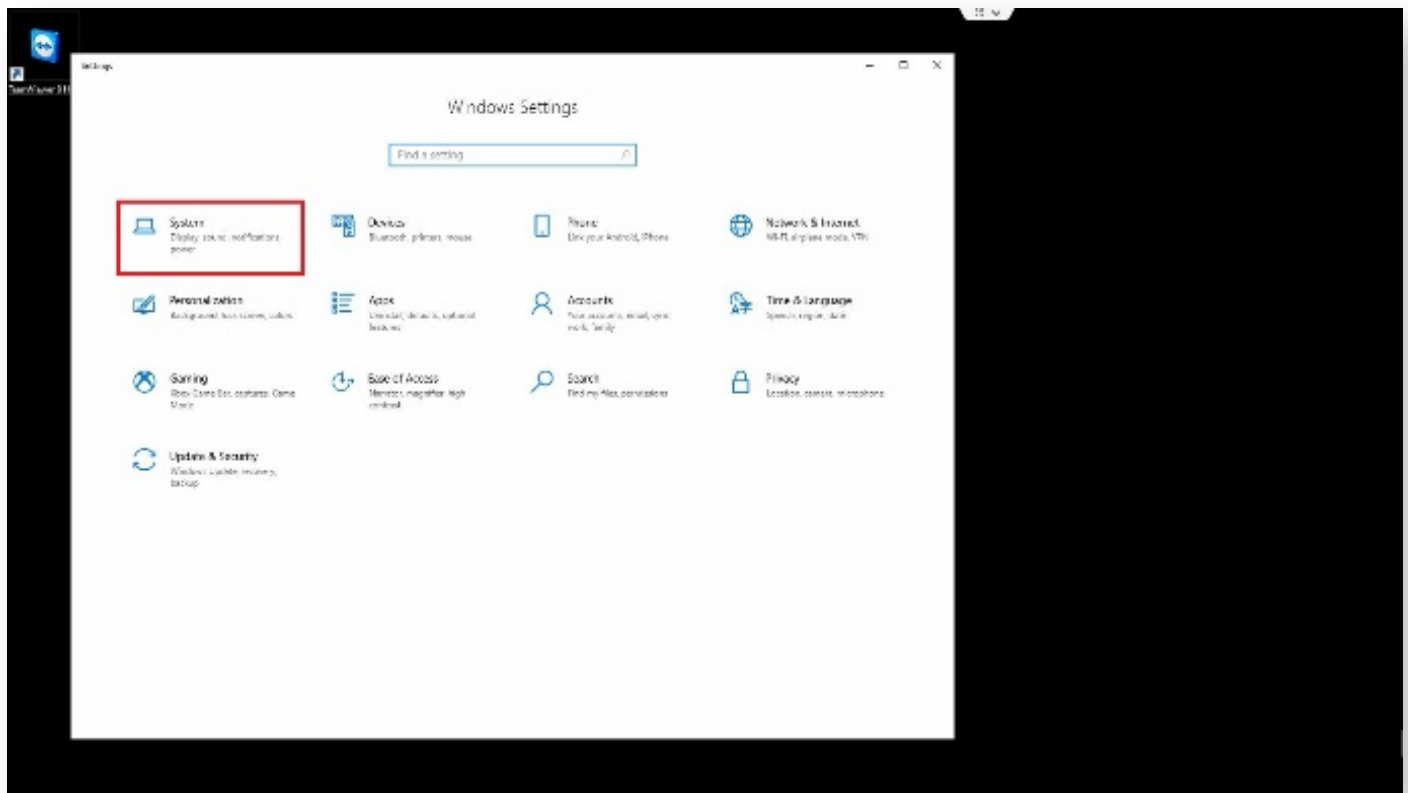 TeamViewer
Settings
Windows Settings
Find a setting
System
Display, sound, notifications,
power
Devices
Bluetooth, printers, mouse
Phone
Link your Android, iPhone
Network & Internet
Wi-Fi, airplane mode, VPN
Personalization
Background, lock screen, colors
Apps
Uninstall, defaults, optional
features
Accounts
Your accounts, email, sync,
work, family
Time & Language
Speech, region, date
Gaming
Xbox Game Bar, captures, Game
Mode
Ease of Access
Narrator, magnifier, high
contrast
Search
Find my files, permissions
Privacy
Location, camera, microphone
Update & Security
Windows Update, recovery,
backup